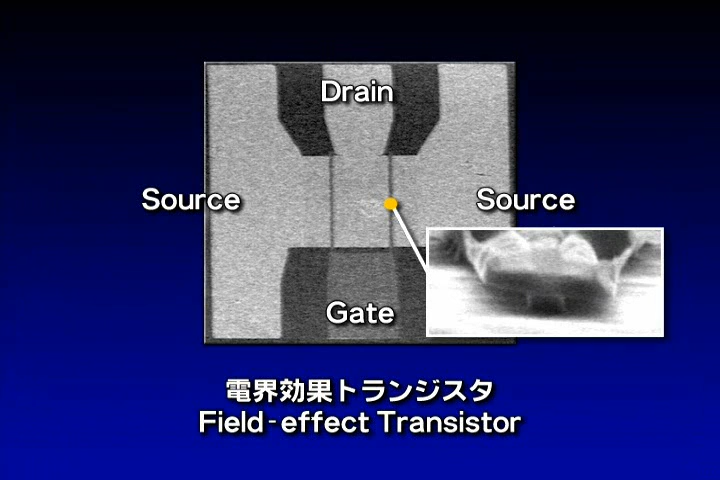 Drain
Source
Source
Gate
電界効果トランジスタ
Field-effect Transistor